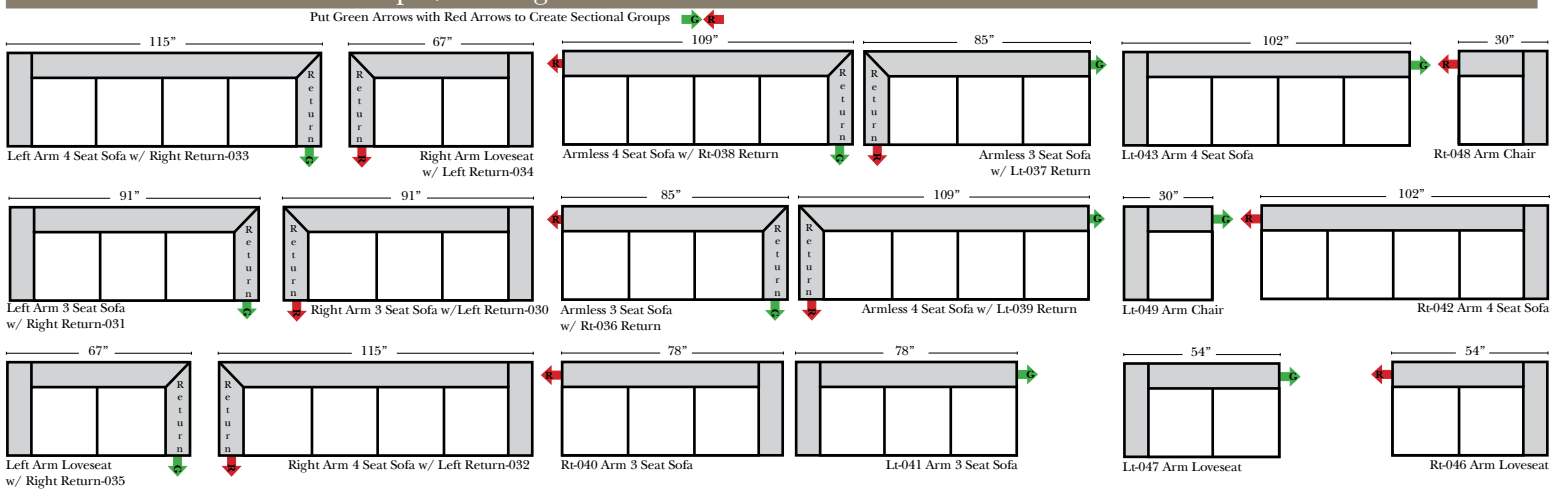 Put Green Arrows with Red Arrows to Create Sectional Groups G R
115” 67” 109” 85” 102” 30”
R R G R G R
Return Return
Left Arm 4 Seat Sofa w/ Right Return-033
G
Right Arm Loveseat
w/ Left Return-034
R
Armless 4 Seat Sofa w/ Rt-038 Return
G
Armless 3 Seat Sofa
w/ Lt-037 Return
Return Return
Lt-043 Arm 4 Seat Sofa
Rt-048 Arm Chair
91” 91” 85” 109” 30” 102”
R G G R
Return Return Return Return
Left Arm 3 Seat Sofa
w/ Right Return-031
G
R
Right Arm 3 Seat Sofa w/Left Return-030
Armless 3 Seat Sofa
w/ Rt-036 Return
G
R
Armless 4 Seat Sofa w/ Lt-039 Return
Lt-049 Arm Chair
Rt-042 Arm 4 Seat Sofa
67” 115” 78” 78” 54” 54”
R G G R
Return Return
Left Arm Loveseat
w/ Right Return-035
G
R
Right Arm 4 Seat Sofa w/ Left Return-032
Rt-040 Arm 3 Seat Sofa
Lt-041 Arm 3 Seat Sofa
Lt-047 Arm Loveseat
Rt-046 Arm Loveseat